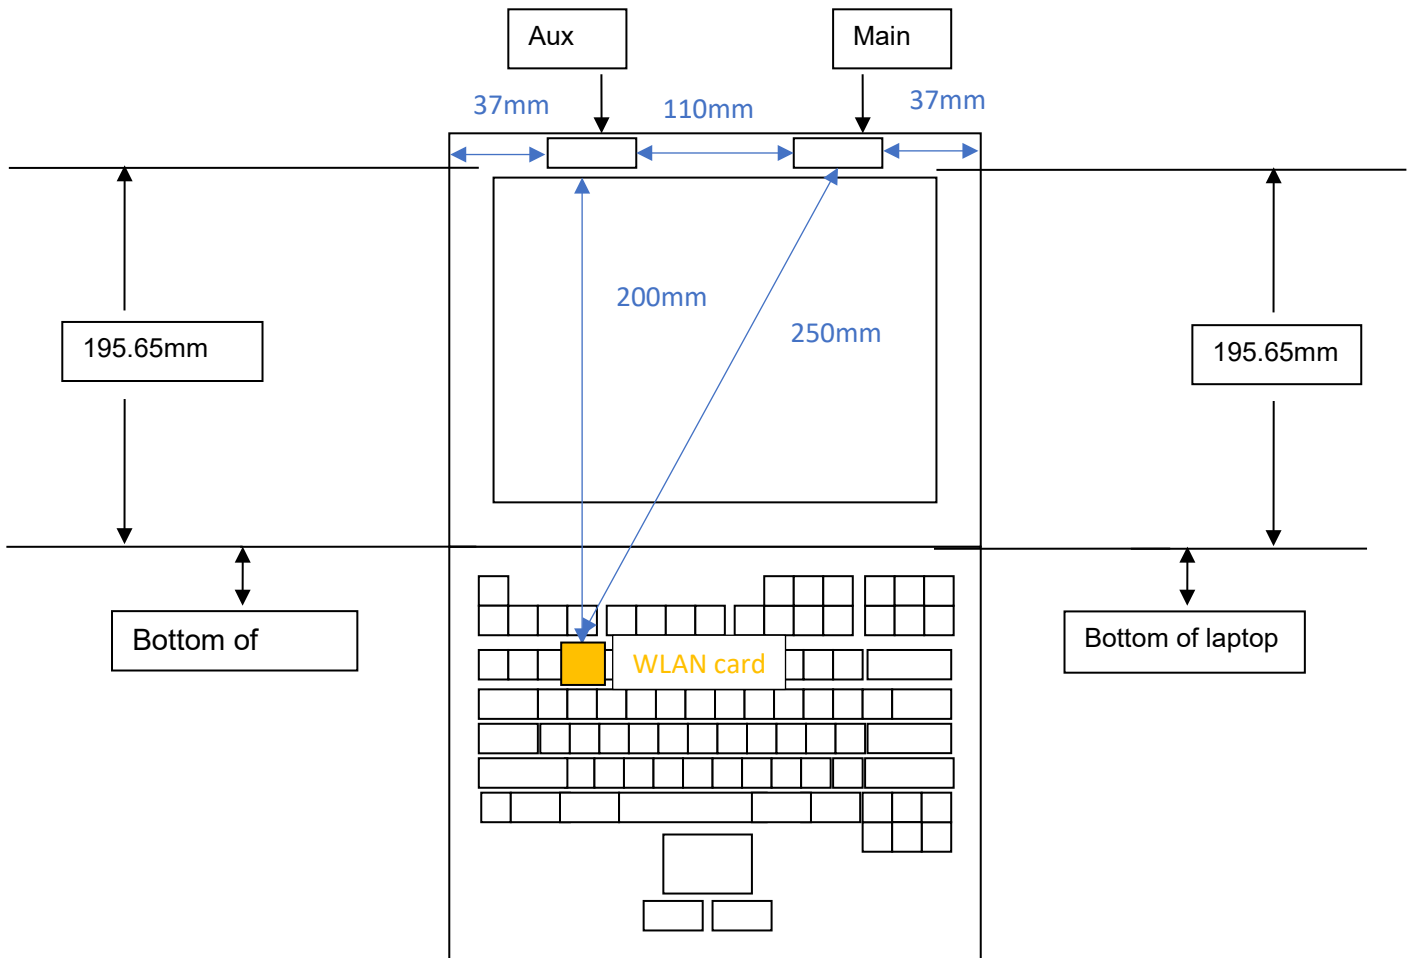 Aux
Main
37mm
110mm
37mm
200mm
250mm
195.65mm
195.65mm
Bottom of
Bottom of laptop
WLAN card